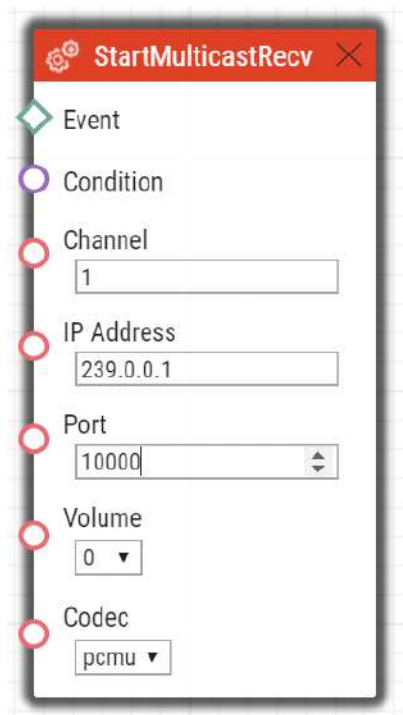 StartMulticastRecv
Event
Condition
Channel
1
IP Address
239.0.0.1
Port
10000
Volume
0
Codec
pcmu